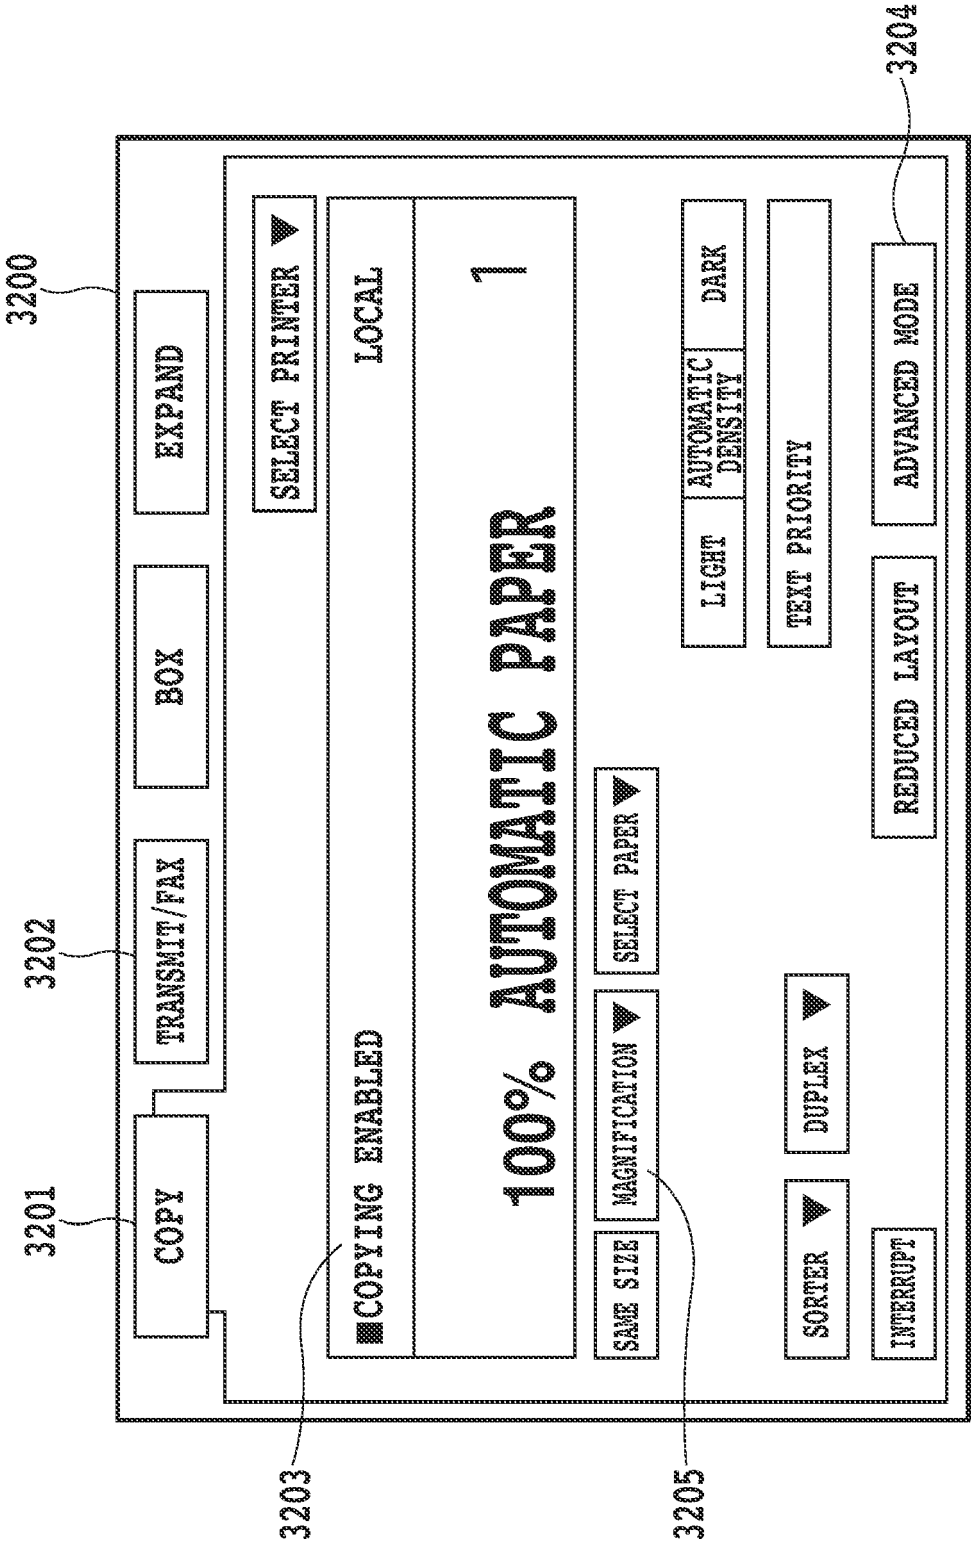 3200
3201
3202
COPY
TRANSMIT/FAX
BOX
EXPAND
SELECT PRINTER ▼
3203
■COPYING ENABLED
LOCAL
100% AUTOMATIC PAPER
1
SAME SIZE
MAGNIFICATION ▼
SELECT PAPER ▼
3205
LIGHT
AUTOMATIC
DENSITY
DARK
SORTER ▼
DUPLEX ▼
TEXT PRIORITY
INTERRUPT
REDUCED LAYOUT
ADVANCED MODE
3204